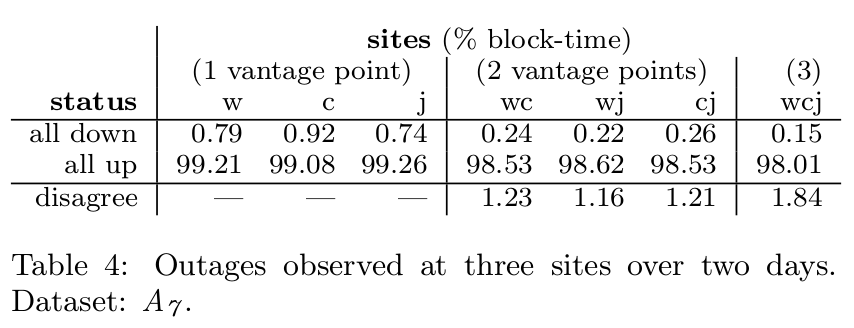 sites (% block-time)
(1 vantage point) (2 vantage points) (3)
status w c j wc wj cj wcj
all down 0.79 0.92 0.74 0.24 0.22 0.26 0.15
all up 99.21 99.08 99.26 98.53 98.62 98.53 98.01
disagree — — — 1.23 1.16 1.21 1.84
Table 4: Outages observed at three sites over two days.
Dataset: A₇.